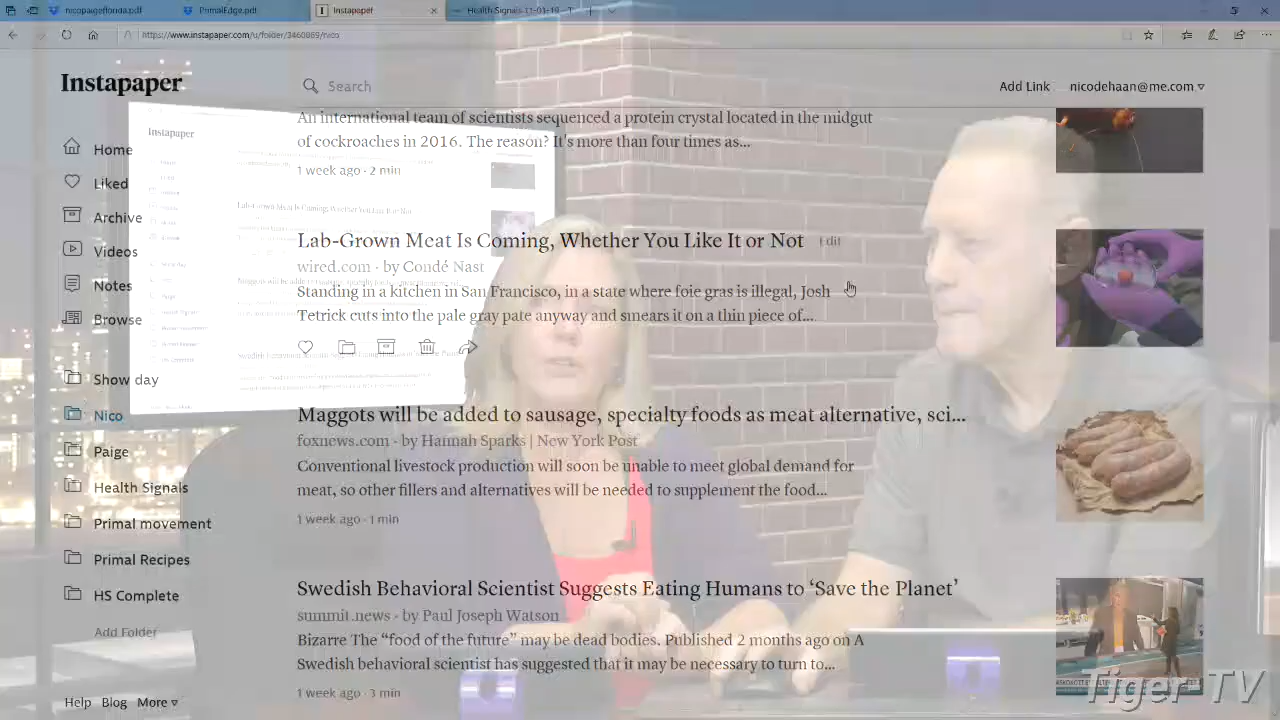 nicopageflorida.pdf
PrimalEdge.pdf
Instapaper
Health Signals 11-01-19 - T
https://www.instapaper.com/u/folder/3460869/nico
Instapaper
Search
Add Link
nicodehaan@me.com
An international team of scientists sequenced a protein crystal located in the midgut
of cockroaches in 2016. The reason? It's more than four times as...
1 week ago · 2 min
Home
Liked
Archive
Videos
Notes
Browse
Show day
Nico
Paige
Health Signals
Primal movement
Primal Recipes
HS Complete
Add Folder
Help Blog More
Lab-Grown Meat Is Coming, Whether You Like It or Not
Edit
wired.com · by Condé Nast
Standing in a kitchen in San Francisco, in a state where foie gras is illegal, Josh
Tetrick cuts into the pale gray pate anyway and smears it on a thin piece of...
Maggots will be added to sausage, specialty foods as meat alternative, sci...
foxnews.com · by Hannah Sparks | New York Post
Conventional livestock production will soon be unable to meet global demand for
meat, so other fillers and alternatives will be needed to supplement the food...
1 week ago · 1 min
Swedish Behavioral Scientist Suggests Eating Humans to ‘Save the Planet’
summit.news · by Paul Joseph Watson
Bizarre The “food of the future” may be dead bodies. Published 2 months ago on A
Swedish behavioral scientist has suggested that it may be necessary to turn to...
1 week ago · 3 min
Tiger TV
Instapaper